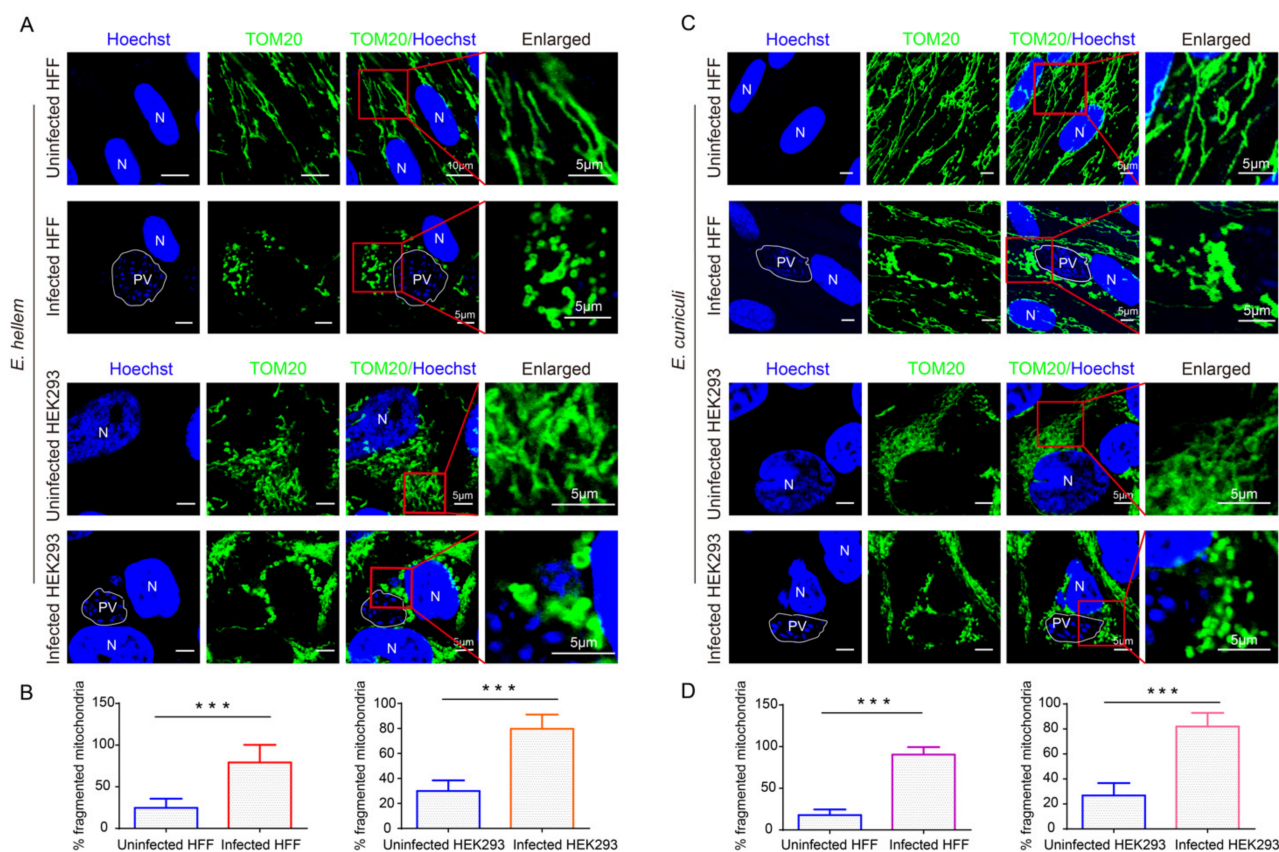 A
Hoechst TOM20 TOM20/Hoechst Enlarged
E. hellem
Uninfected HFF
N
N
N
N
10μm
5μm
Infected HFF
N
PV
N
PV
5μm
5μm
Hoechst TOM20 TOM20/Hoechst Enlarged
Uninfected HEK293
N
N
5μm
5μm
Infected HEK293
N
PV
N
N
5μm
5μm
B
% fragmented mitochondria
150
100
50
0
***
Uninfected HFF Infected HFF
% fragmented mitochondria
100
80
60
40
20
0
***
Uninfected HEK293 Infected HEK293
C
Hoechst TOM20 TOM20/Hoechst Enlarged
E. cuniculi
Uninfected HFF
N
N
N
5μm
5μm
Infected HFF
PV
N
PV
N
N
5μm
5μm
Hoechst TOM20 TOM20/Hoechst Enlarged
Uninfected HEK293
N
N
5μm
5μm
Infected HEK293
N
N
PV
N
PV
5μm
5μm
D
% fragmented mitochondria
150
100
50
0
***
Uninfected HFF Infected HFF
% fragmented mitochondria
100
80
60
40
20
0
***
Uninfected HEK293 Infected HEK293